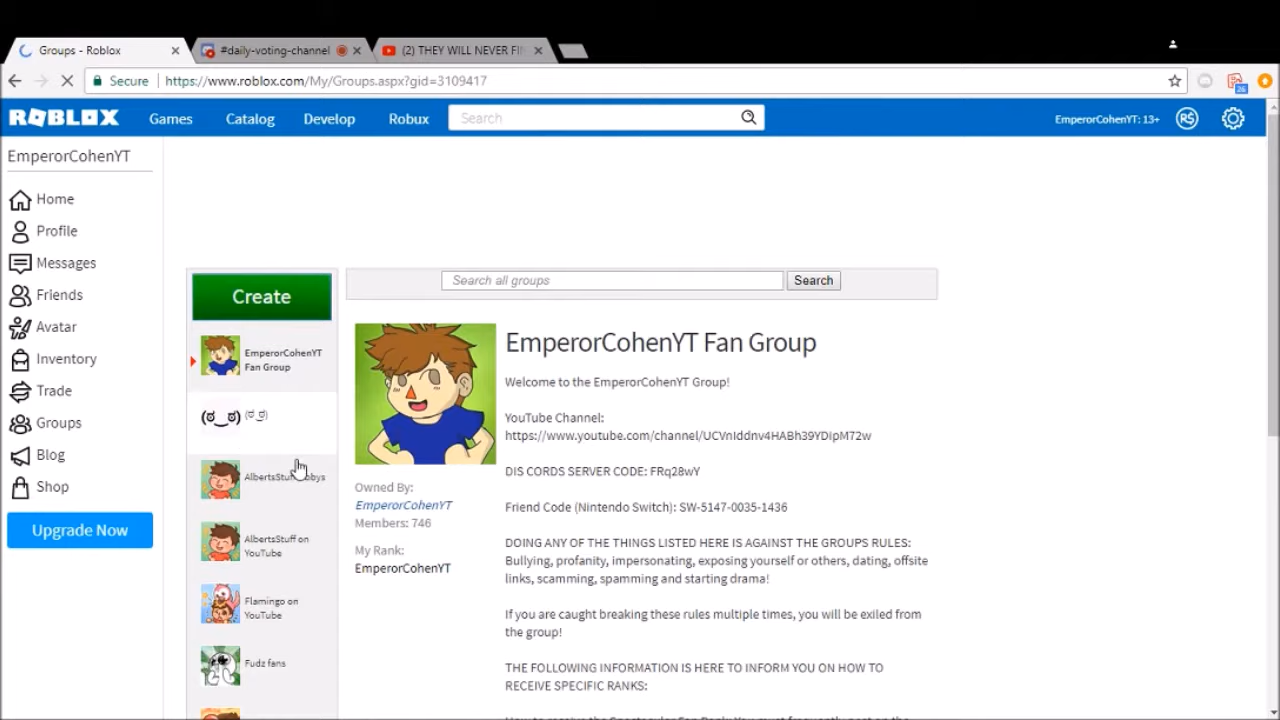 Groups - Roblox
#daily-voting-channel
(2) THEY WILL NEVER FI
Secure
https://www.roblox.com/My/Groups.aspx?gid=3109417
26
ROBLOX
Games
Catalog
Develop
Robux
Search
EmperorCohenYT: 13+
R$
EmperorCohenYT
Home
Profile
Messages
Friends
Avatar
Inventory
Trade
Groups
Blog
Shop
Upgrade Now
Create
EmperorCohenYT
Fan Group
(ಠ‿ಠ) (ಠ‿ಠ)
AlbertsStuff
AlbertsStuff on
YouTube
Flamingo on
YouTube
Fudz fans
Search all groups
Search
EmperorCohenYT Fan Group
Welcome to the EmperorCohenYT Group!
YouTube Channel:
https://www.youtube.com/channel/UCVnIddnv4HABh39YDipM72w
DIS CORDS SERVER CODE: FRq28wY
Friend Code (Nintendo Switch): SW-5147-0035-1436
DOING ANY OF THE THINGS LISTED HERE IS AGAINST THE GROUPS RULES:
Bullying, profanity, impersonating, exposing yourself or others, dating, offsite
links, scamming, spamming and starting drama!
If you are caught breaking these rules multiple times, you will be exiled from
the group!
THE FOLLOWING INFORMATION IS HERE TO INFORM YOU ON HOW TO
RECEIVE SPECIFIC RANKS:
Owned By:
EmperorCohenYT
Members: 746
My Rank:
EmperorCohenYT